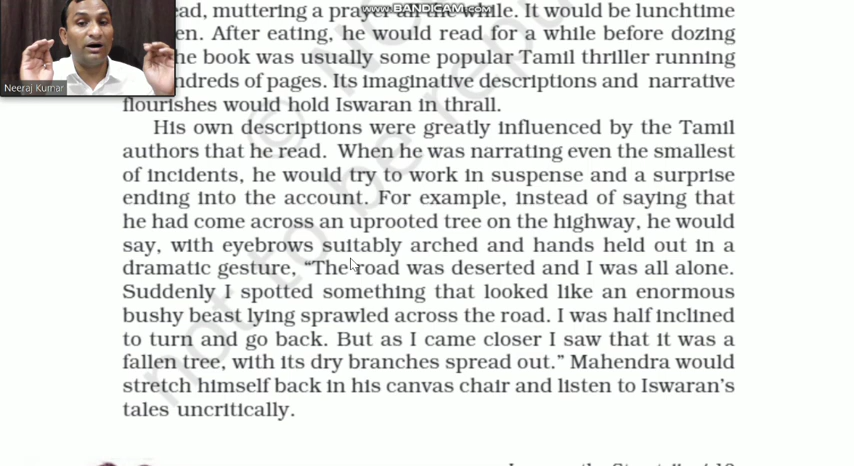 WWW.BANDICAM.COM
ead, muttering a prayer all the while. It would be lunchtime
en. After eating, he would read for a while before dozing
he book was usually some popular Tamil thriller running
ndreds of pages. Its imaginative descriptions and narrative
flourishes would hold Iswaran in thrall.
His own descriptions were greatly influenced by the Tamil
authors that he read. When he was narrating even the smallest
of incidents, he would try to work in suspense and a surprise
ending into the account. For example, instead of saying that
he had come across an uprooted tree on the highway, he would
say, with eyebrows suitably arched and hands held out in a
dramatic gesture, “The road was deserted and I was all alone.
Suddenly I spotted something that looked like an enormous
bushy beast lying sprawled across the road. I was half inclined
to turn and go back. But as I came closer I saw that it was a
fallen tree, with its dry branches spread out.” Mahendra would
stretch himself back in his canvas chair and listen to Iswaran’s
tales uncritically.
Neeraj Kumar
not to be